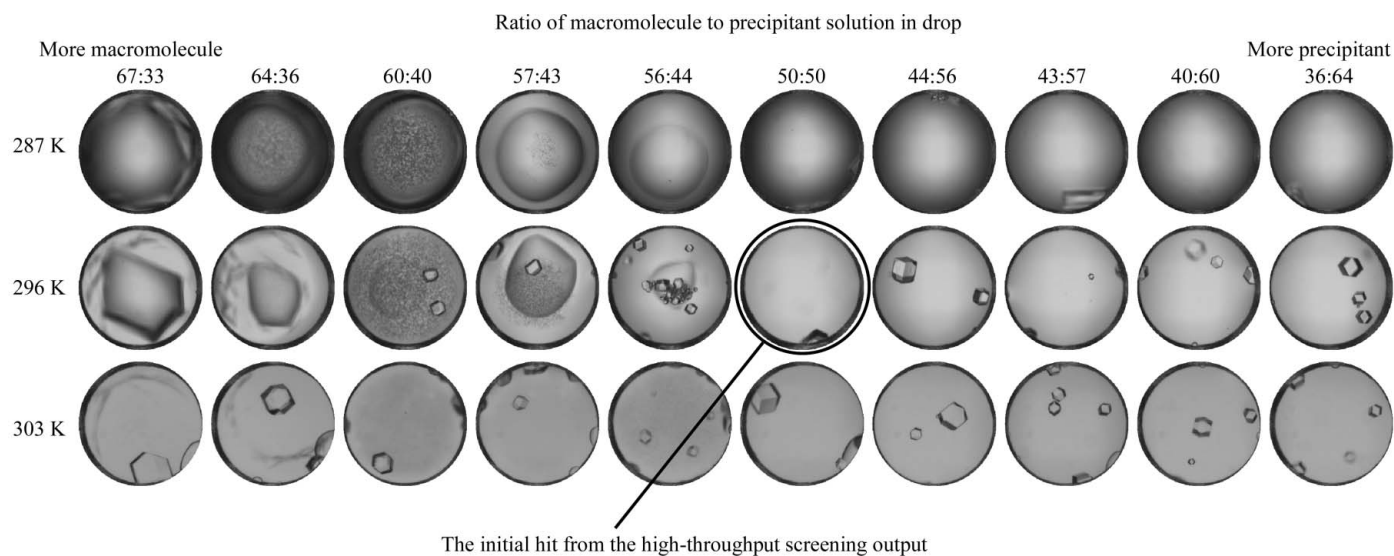 Ratio of macromolecule to precipitant solution in drop
More macromolecule
More precipitant
67:33 64:36 60:40 57:43 56:44 50:50 44:56 43:57 40:60 36:64
287 K
296 K
303 K
The initial hit from the high-throughput screening output